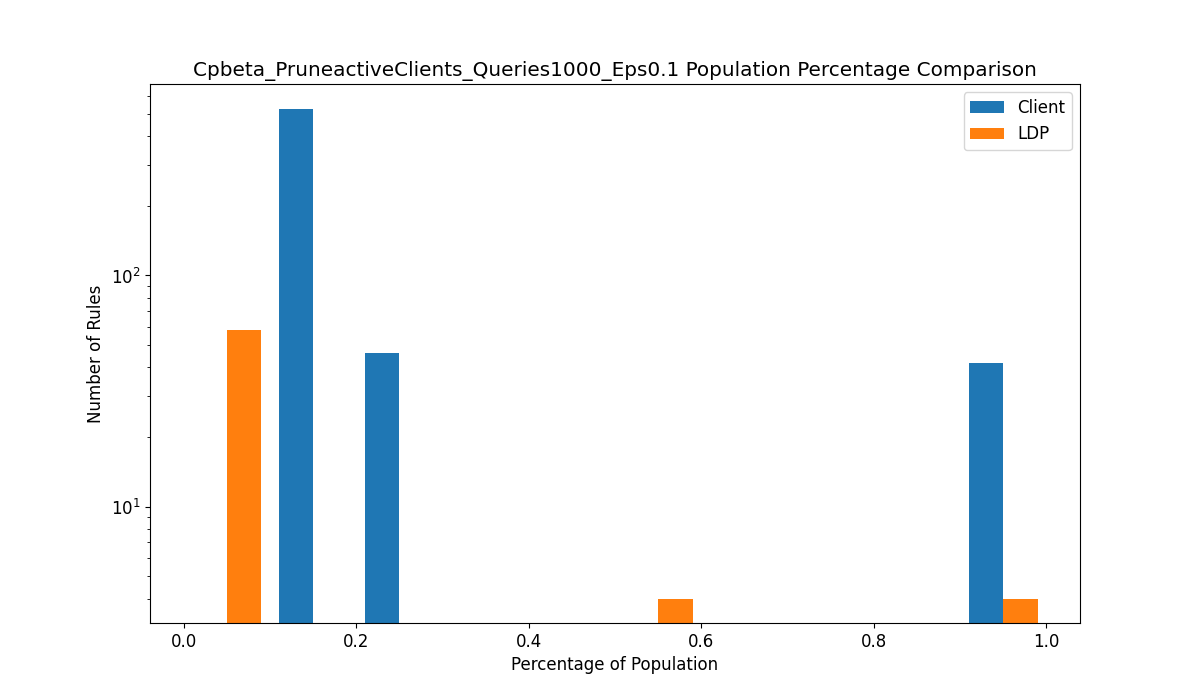 Cpbeta_PruneactiveClients_Queries1000_Eps0.1 Population Percentage Comparison
Client
LDP
Number of Rules
10²
10¹
0.0 0.2 0.4 0.6 0.8 1.0
Percentage of Population